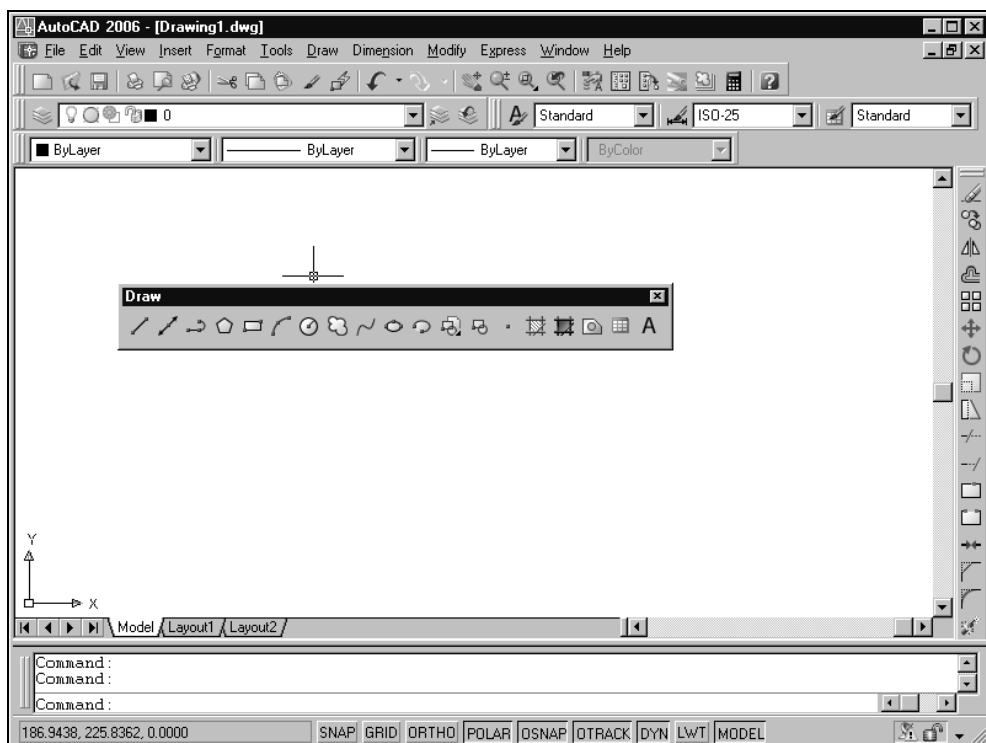 AutoCAD 2006 - [Drawing1.dwg]
File Edit View Insert Format Tools Draw Dimension Modify Express Window Help
0 Standard ISO-25 Standard
ByLayer ByLayer ByLayer ByColor
Draw
A
Y
X
Model Layout1 Layout2
Command:
Command:
Command:
186.9438, 225.8362, 0.0000 SNAP GRID ORTHO POLAR OSNAP OTRACK DYN LWT MODEL